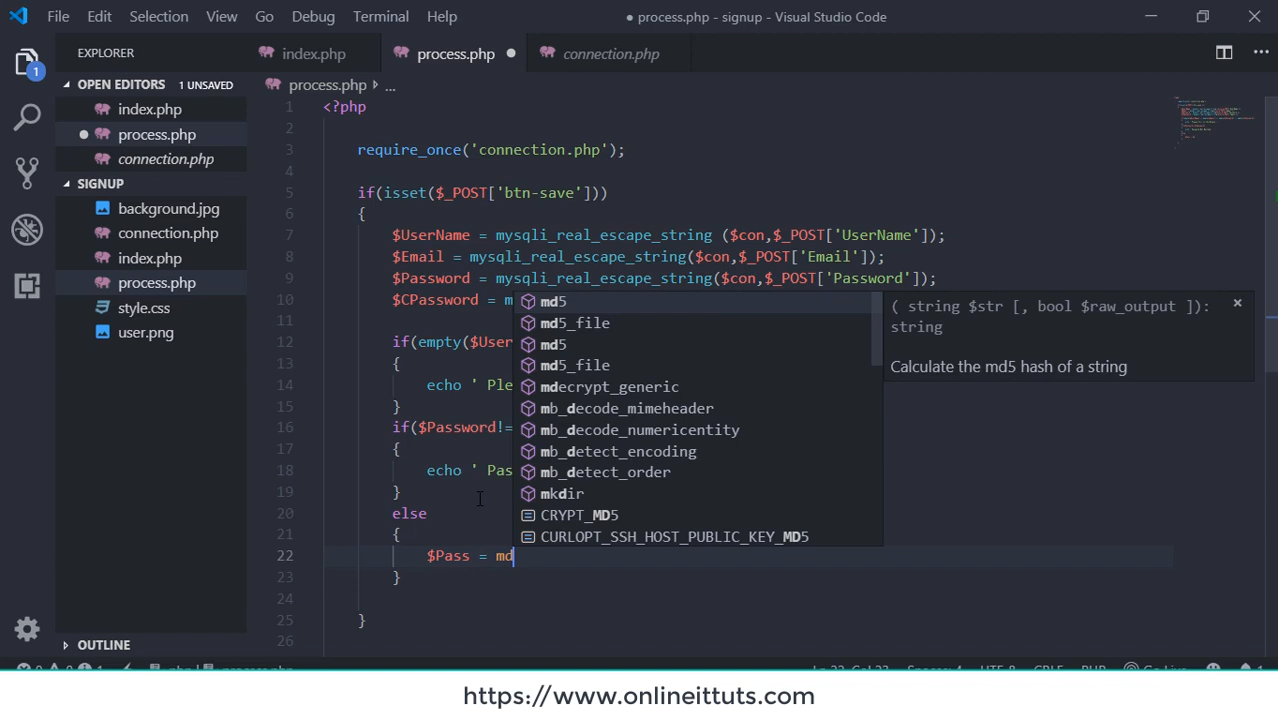 File Edit Selection View Go Debug Terminal Help ● process.php - signup - Visual Studio Code
EXPLORER
index.php
process.php
connection.php
1
OPEN EDITORS 1 UNSAVED
index.php
process.php
connection.php
SIGNUP
background.jpg
connection.php
index.php
process.php
style.css
user.png
OUTLINE
process.php ...
1 <?php
2
3 require_once('connection.php');
4
5 if(isset($_POST['btn-save']))
6 {
7 $UserName = mysqli_real_escape_string ($con,$_POST['UserName']);
8 $Email = mysqli_real_escape_string($con,$_POST['Email']);
9 $Password = mysqli_real_escape_string($con,$_POST['Password']);
10 $CPassword = m
11
12 if(empty($User
13 {
14 echo ' Ple
15 }
16 if($Password!=
17 {
18 echo ' Pas
19 }
20 else
21 {
22 $Pass = md
23 }
24
25 }
26
md5
md5_file
md5
md5_file
mdecrypt_generic
mb_decode_mimeheader
mb_decode_numericentity
mb_detect_encoding
mb_detect_order
mkdir
CRYPT_MD5
CURLOPT_SSH_HOST_PUBLIC_KEY_MD5
( string $str [, bool $raw_output ]):
string
Calculate the md5 hash of a string
https://www.onlineittuts.com